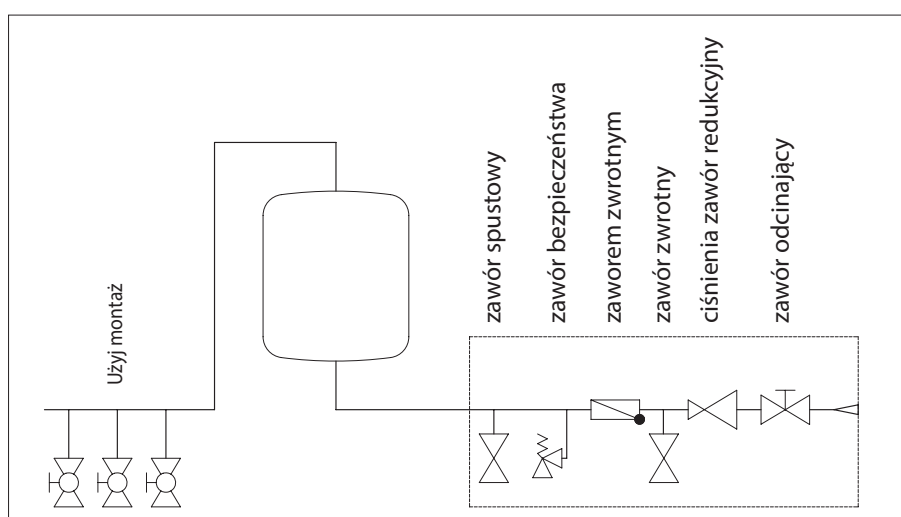 Użyj montaż
zawór spustowy
zawór bezpieczeństwa
zaworem zwrotnym
zawór zwrotny
ciśnienia zawór redukcyjny
zawór odcinający